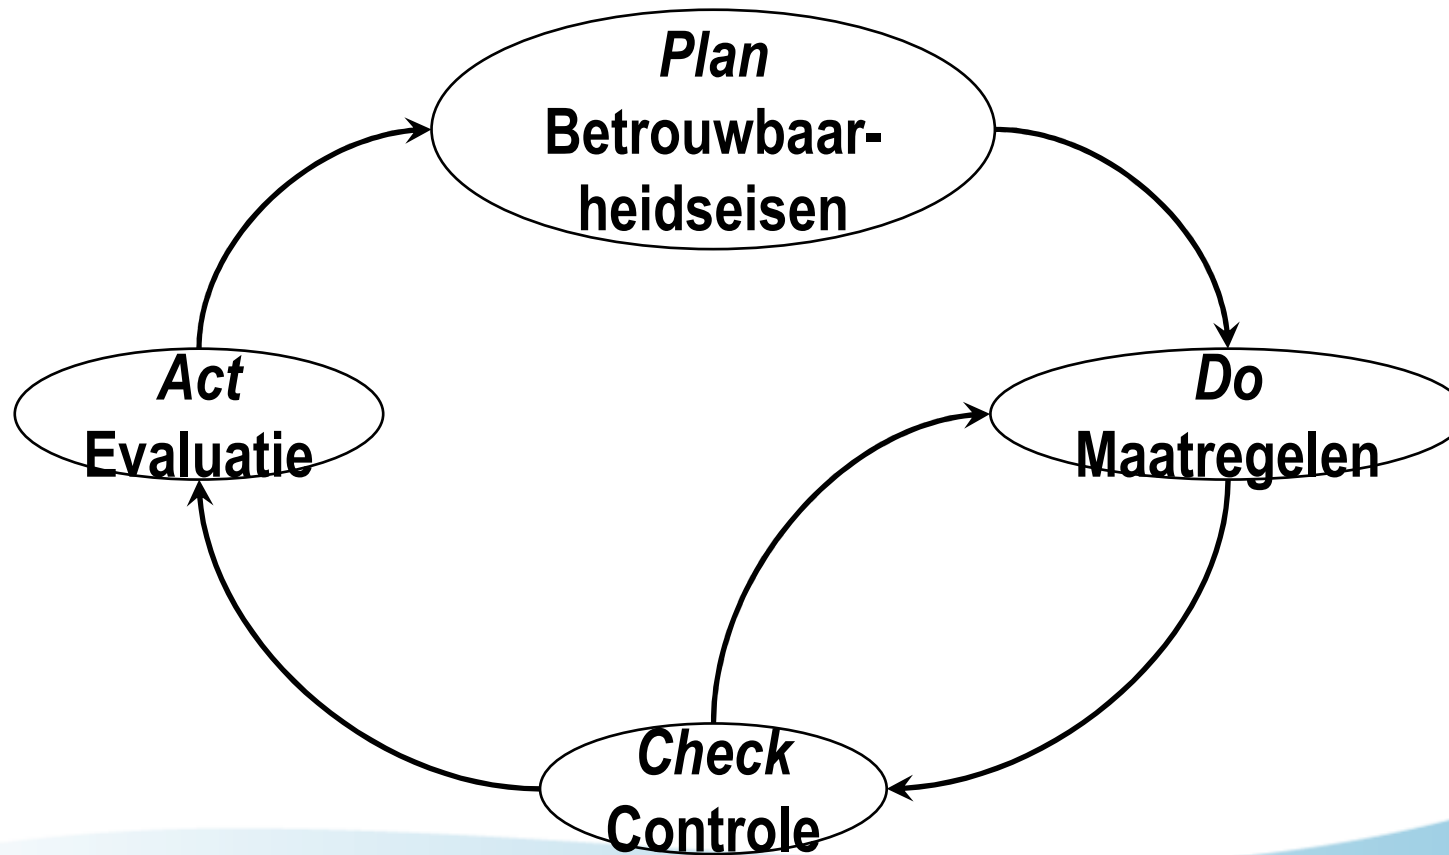 Plan
Betrouwbaar-
heidseisen
Act
Evaluatie
Do
Maatregelen
Check
Controle